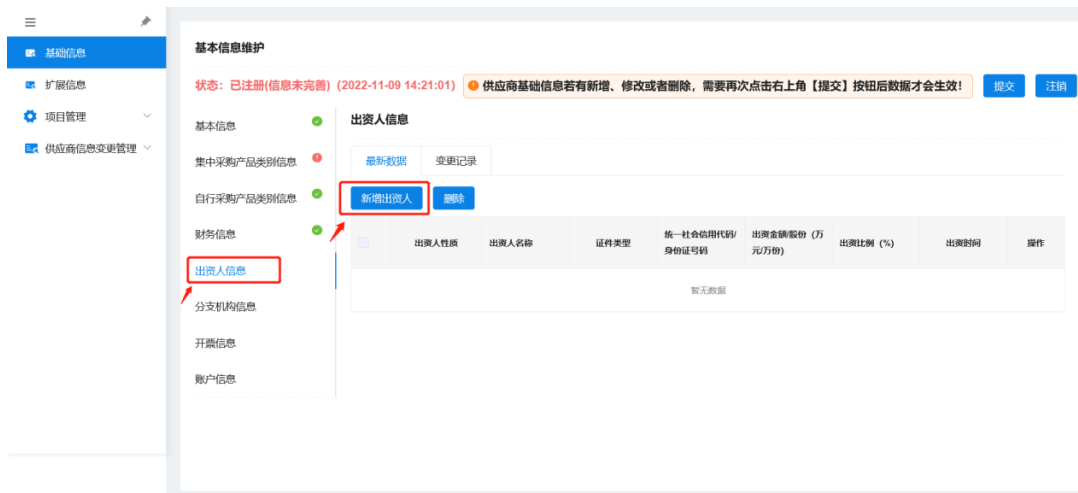 基础信息
扩展信息
项目管理
供应商信息变更管理
基本信息维护
状态：已注册(信息未完善) (2022-11-09 14:21:01) 供应商基础信息若有新增、修改或者删除，需要再次点击右上角【提交】按钮后数据才会生效！ 提交 注销
基本信息
集中采购产品类别信息
自行采购产品类别信息
财务信息
出资人信息
分支机构信息
开票信息
账户信息
出资人信息
最新数据 变更记录
新增出资人 删除
出资人性质 出资人名称 证件类型 统一社会信用代码/身份证号码 出资金额/股份 (万元/万份) 出资比例 (%) 出资时间 操作
暂无数据